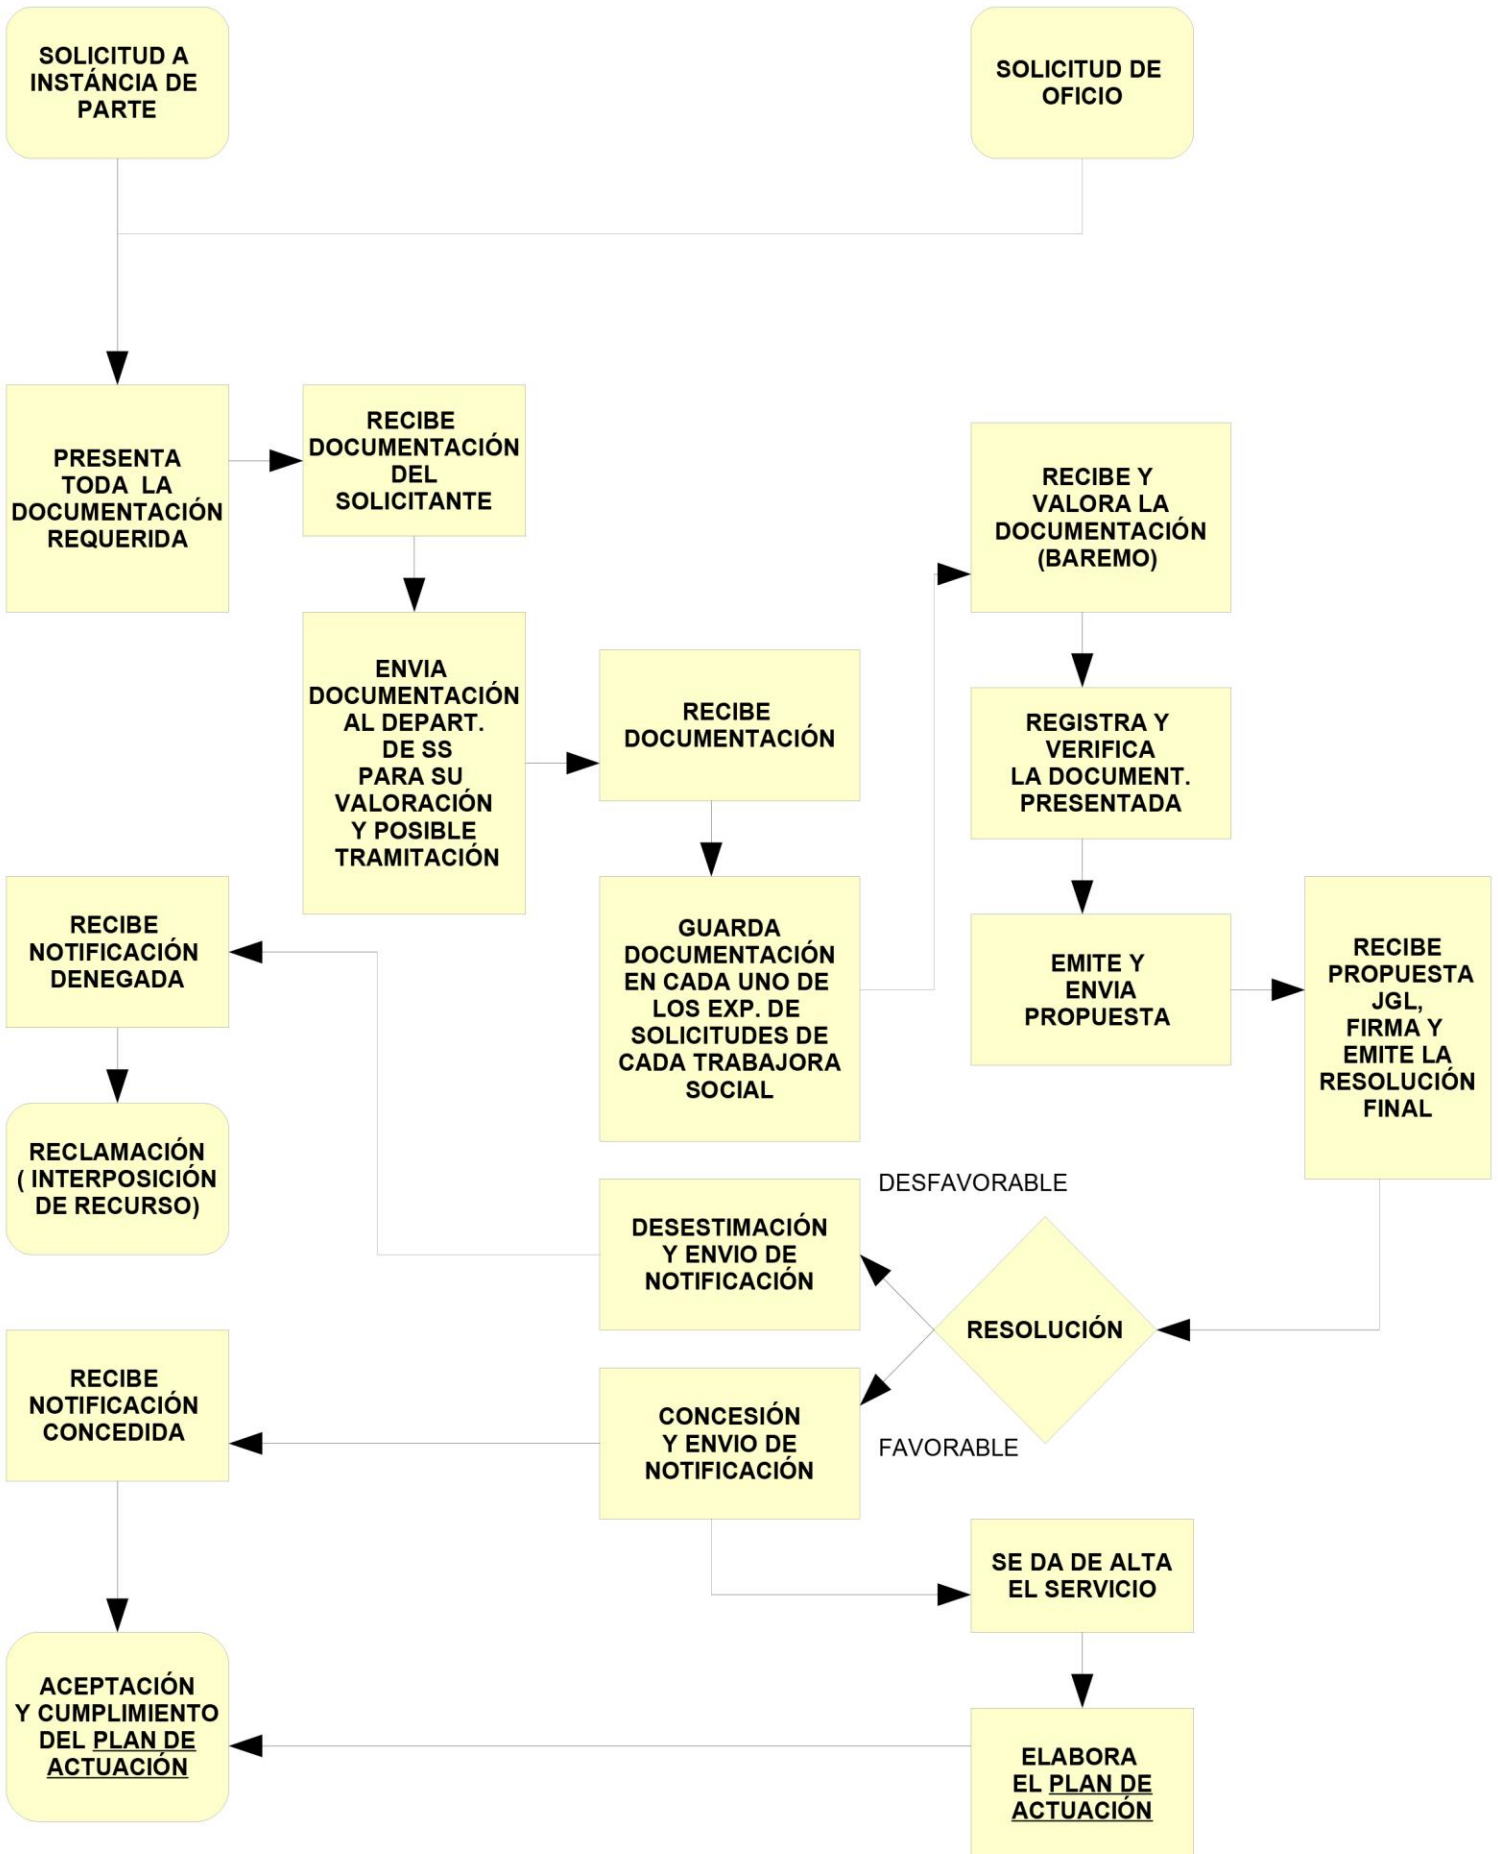 SOLICITUD A
INSTÁNCIA DE
PARTE
SOLICITUD DE
OFICIO
PRESENTA
TODA LA
DOCUMENTACIÓN
REQUERIDA
RECIBE
DOCUMENTACIÓN
DEL
SOLICITANTE
ENVIA
DOCUMENTACIÓN
AL DEPART.
DE SS
PARA SU
VALORACIÓN
Y POSIBLE
TRAMITACIÓN
RECIBE
DOCUMENTACIÓN
GUARDA
DOCUMENTACIÓN
EN CADA UNO DE
LOS EXP. DE
SOLICITUDES DE
CADA TRABAJORA
SOCIAL
RECIBE Y
VALORA LA
DOCUMENTACIÓN
(BAREMO)
REGISTRA Y
VERIFICA
LA DOCUMENT.
PRESENTADA
EMITE Y
ENVIA
PROPUESTA
RECIBE
PROPUESTA
JGL,
FIRMA Y
EMITE LA
RESOLUCIÓN
FINAL
RESOLUCIÓN
DESFAVORABLE
DESESTIMACIÓN
Y ENVIO DE
NOTIFICACIÓN
RECIBE
NOTIFICACIÓN
DENEGADA
RECLAMACIÓN
( INTERPOSICIÓN
DE RECURSO)
FAVORABLE
CONCESIÓN
Y ENVIO DE
NOTIFICACIÓN
RECIBE
NOTIFICACIÓN
CONCEDIDA
SE DA DE ALTA
EL SERVICIO
ELABORA
EL PLAN DE
ACTUACIÓN
ACEPTACIÓN
Y CUMPLIMIENTO
DEL PLAN DE
ACTUACIÓN